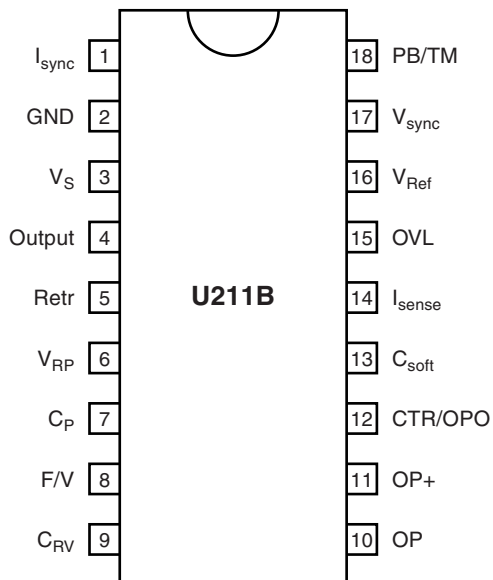 I_sync 1 18 PB/TM
GND 2 17 V_sync
V_S 3 16 V_Ref
Output 4 15 OVL
Retr 5 U211B 14 I_sense
V_RP 6 13 C_soft
C_P 7 12 CTR/OPO
F/V 8 11 OP+
C_RV 9 10 OP